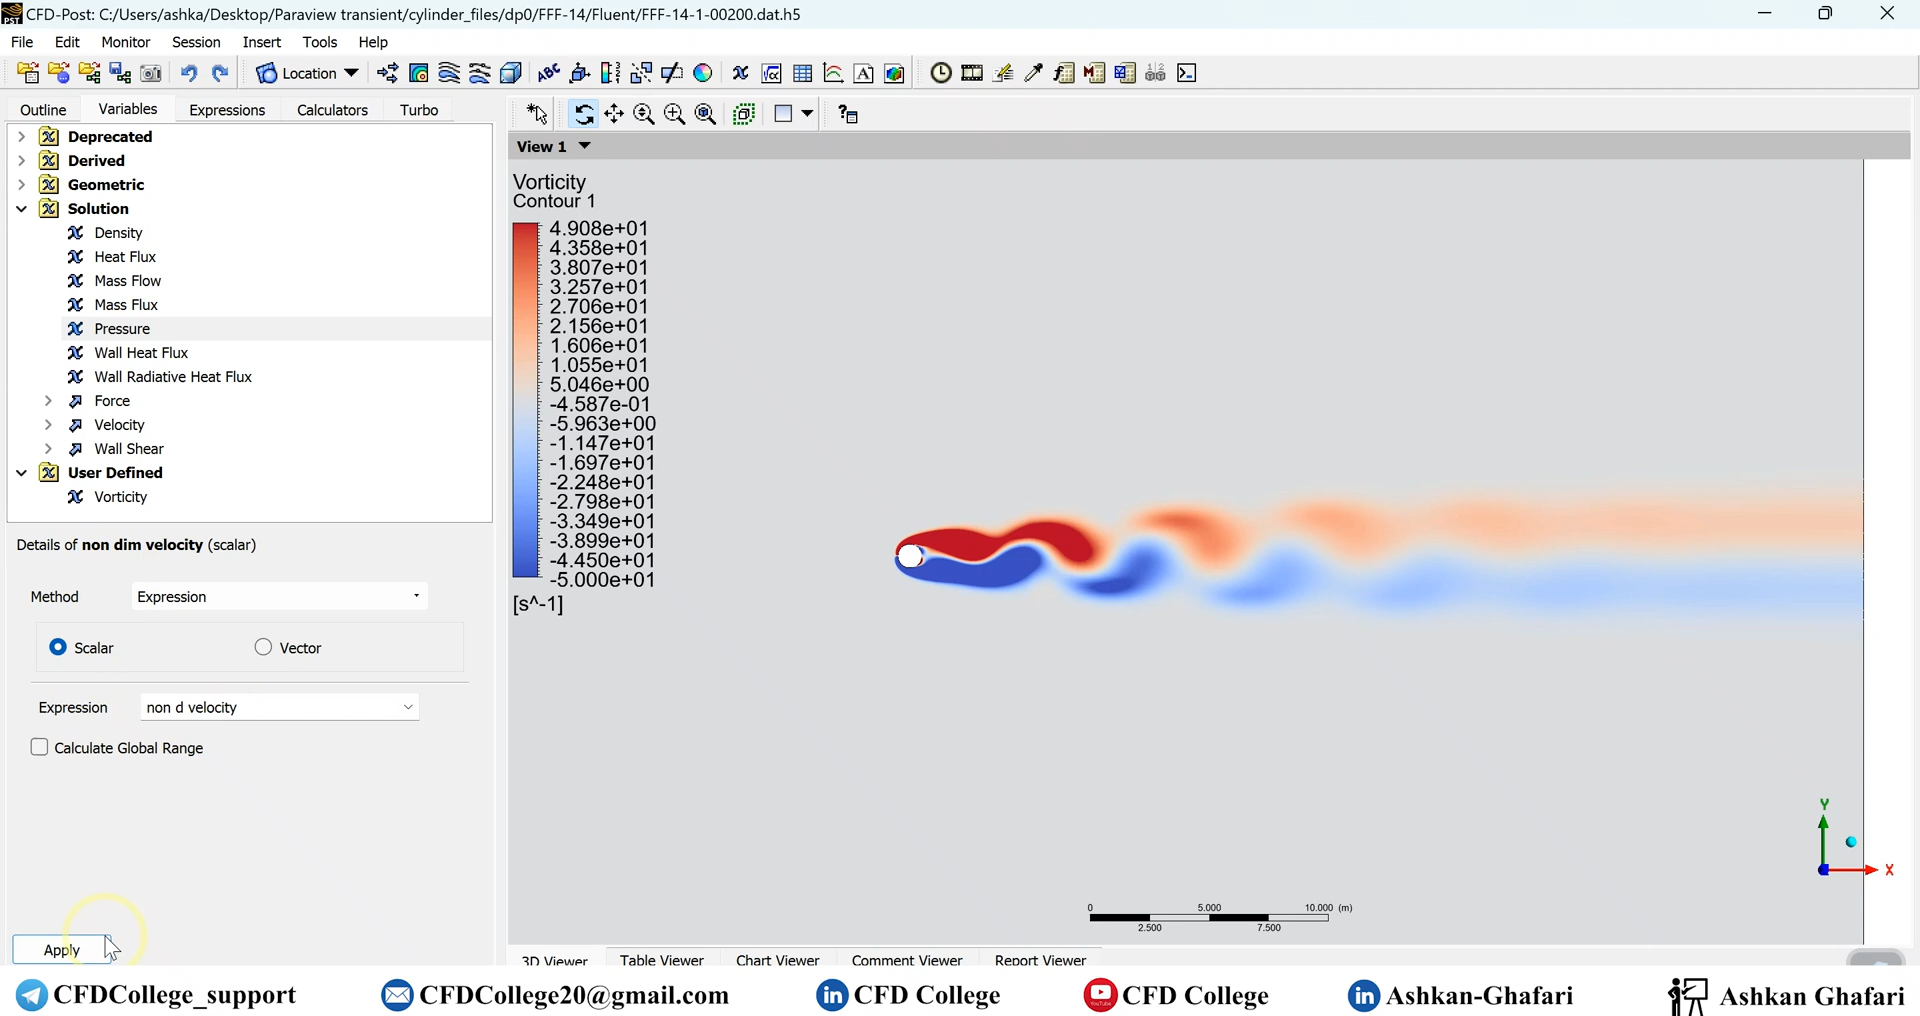 CFD-Post: C:/Users/ashka/Desktop/Paraview transient/cylinder_files/dp0/FFF-14/Fluent/FFF-14-1-00200.dat.h5
File Edit Monitor Session Insert Tools Help
Location
Outline Variables Expressions Calculators Turbo
Deprecated
Derived
Geometric
Solution
Density
Heat Flux
Mass Flow
Mass Flux
Pressure
Wall Heat Flux
Wall Radiative Heat Flux
Force
Velocity
Wall Shear
User Defined
Vorticity
Details of non dim velocity (scalar)
Method Expression
Scalar Vector
Expression non d velocity
Calculate Global Range
Apply
View 1
Vorticity
Contour 1
4.908e+01
4.358e+01
3.807e+01
3.257e+01
2.706e+01
2.156e+01
1.606e+01
1.055e+01
5.046e+00
-4.587e-01
-5.963e+00
-1.147e+01
-1.697e+01
-2.248e+01
-2.798e+01
-3.349e+01
-3.899e+01
-4.450e+01
-5.000e+01
[s^-1]
Y
X
0 5.000 10.000 (m)
2.500 7.500
3D Viewer Table Viewer Chart Viewer Comment Viewer Report Viewer
CFDCollege_support CFDCollege20@gmail.com CFD College CFD College Ashkan-Ghafari Ashkan Ghafari